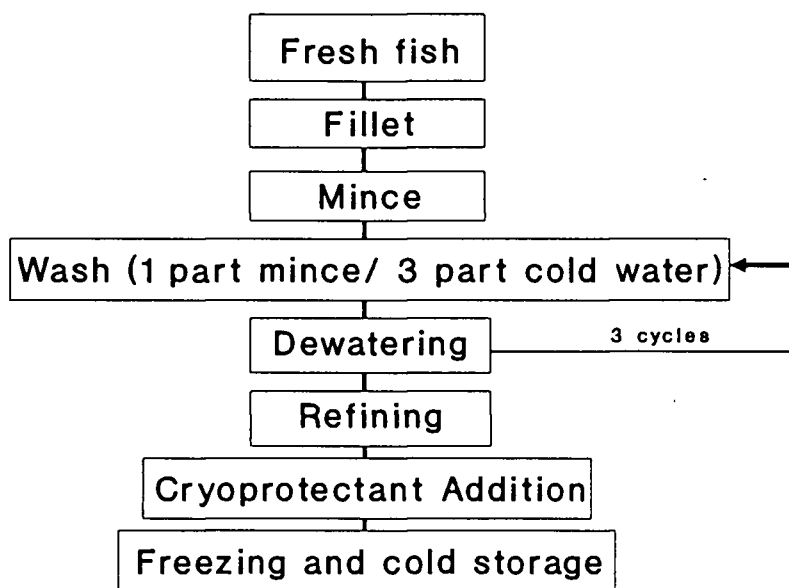 Fresh fish
Fillet
Mince
Wash (1 part mince/ 3 part cold water)
Dewatering
3 cycles
Refining
Cryoprotectant Addition
Freezing and cold storage